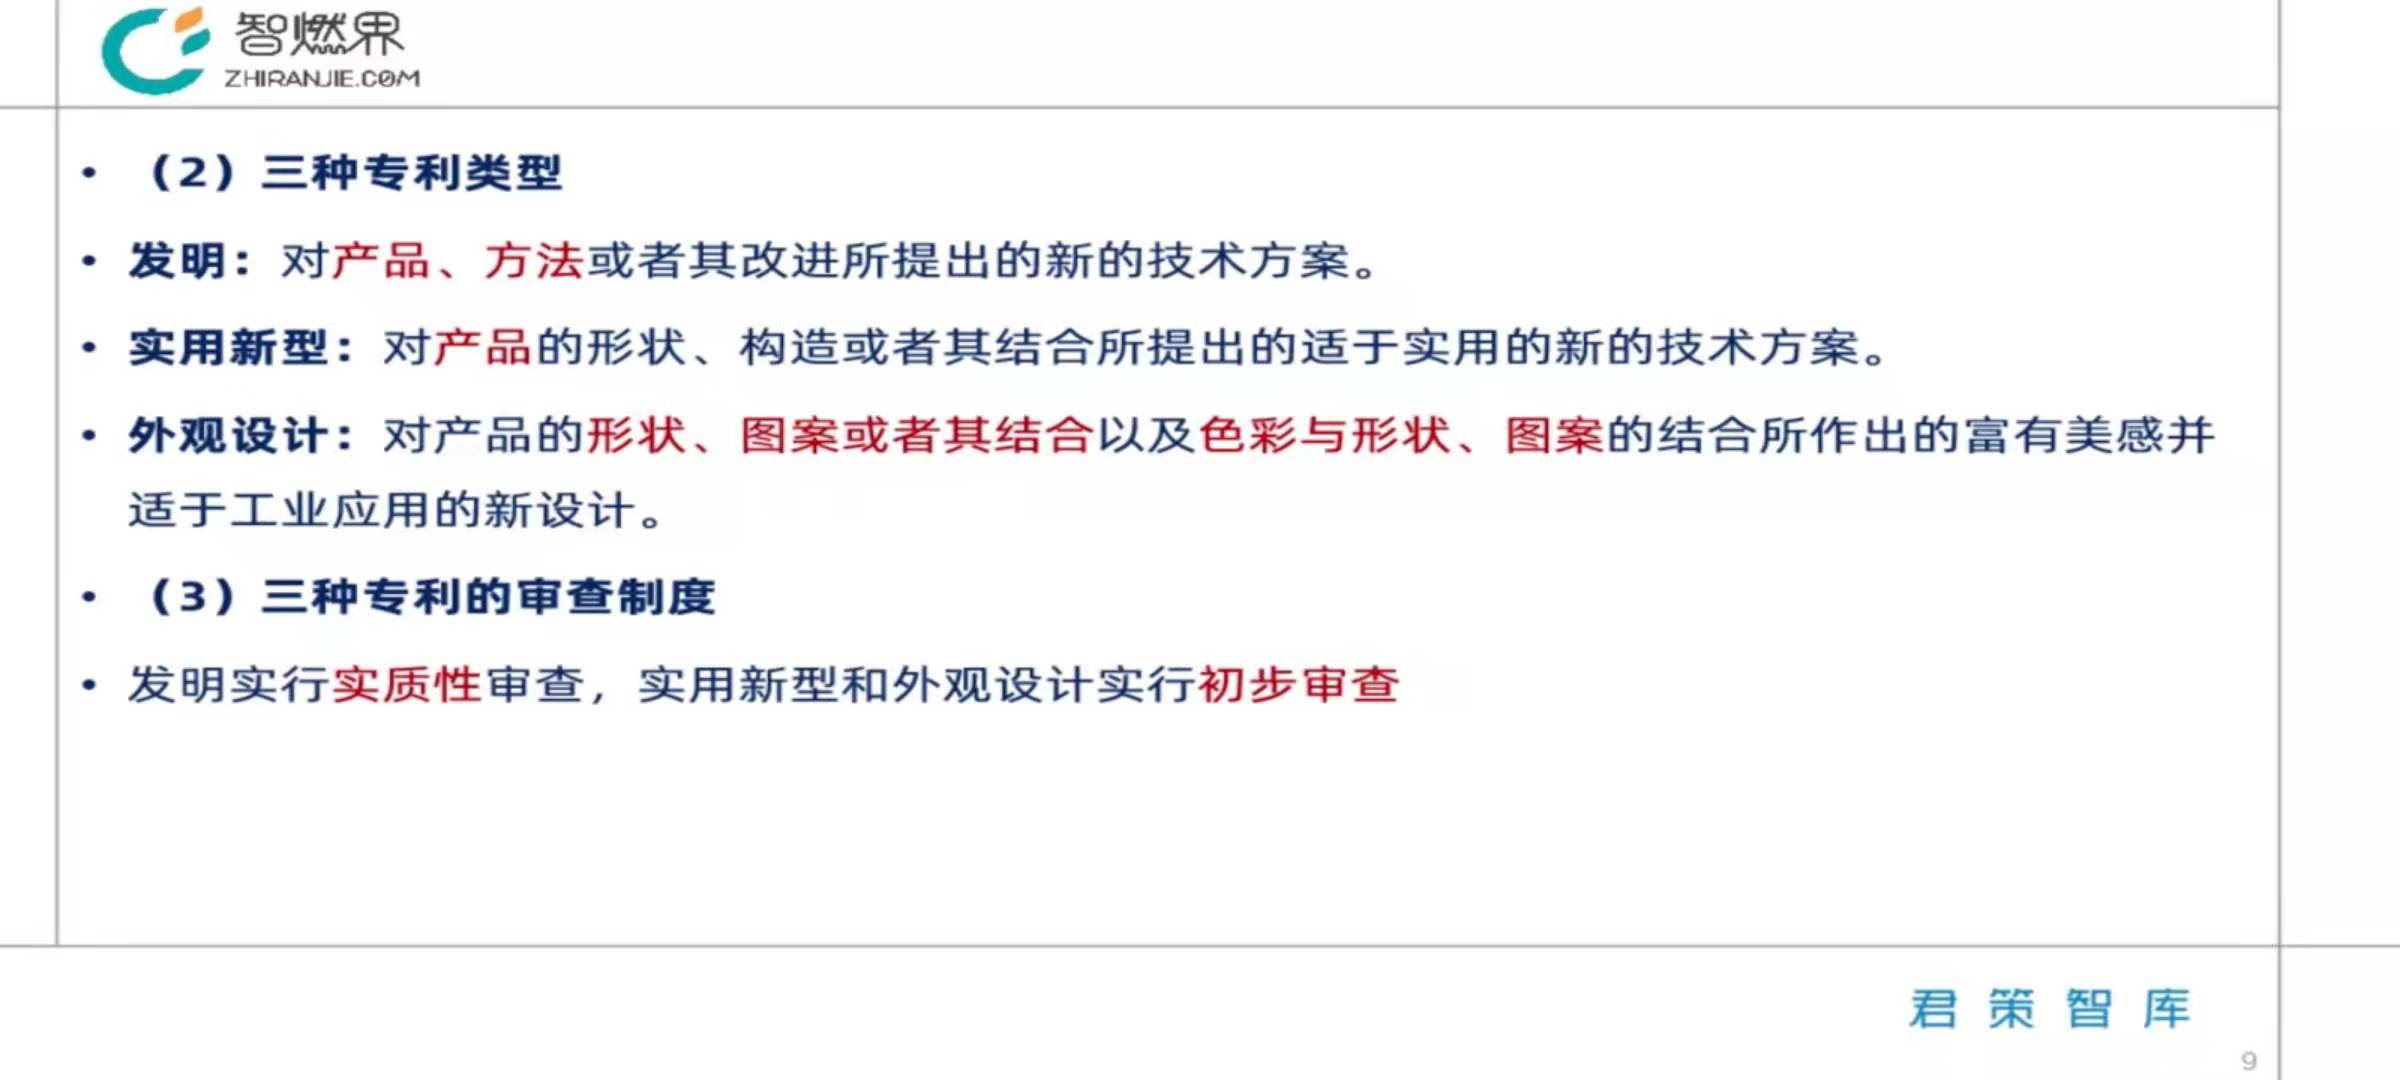 智燃界
ZHIRANJIE.COM
• （2）三种专利类型
• 发明：对产品、方法或者其改进所提出的新的技术方案。
• 实用新型：对产品的形状、构造或者其结合所提出的适于实用的新的技术方案。
• 外观设计：对产品的形状、图案或者其结合以及色彩与形状、图案的结合所作出的富有美感并
适于工业应用的新设计。
• （3）三种专利的审查制度
• 发明实行实质性审查，实用新型和外观设计实行初步审查
君策智库
9